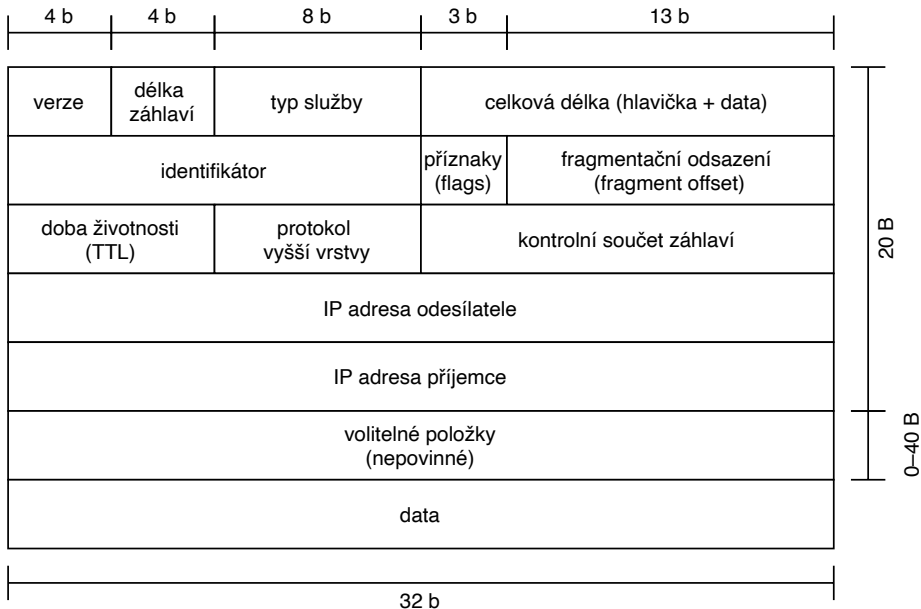 4 b
4 b
8 b
3 b
13 b
verze
délka
záhlaví
typ služby
celková délka (hlavička + data)
identifikátor
příznaky
(flags)
fragmentační odsazení
(fragment offset)
doba životnosti
(TTL)
protokol
vyšší vrstvy
kontrolní součet záhlaví
20 B
IP adresa odesílatele
IP adresa příjemce
volitelné položky
(nepovinné)
0–40 B
data
32 b